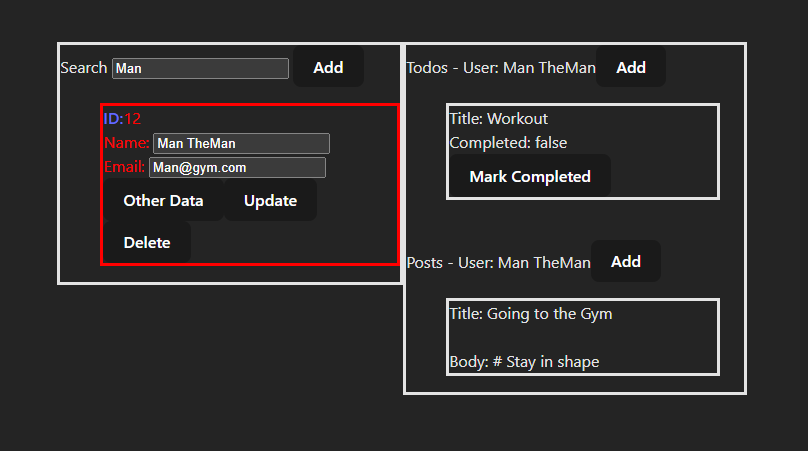 Search Man Add
ID:12
Name: Man TheMan
Email: Man@gym.com
Other Data Update
Delete
Todos - User: Man TheMan Add
Title: Workout
Completed: false
Mark Completed
Posts - User: Man TheMan Add
Title: Going to the Gym
Body: # Stay in shape